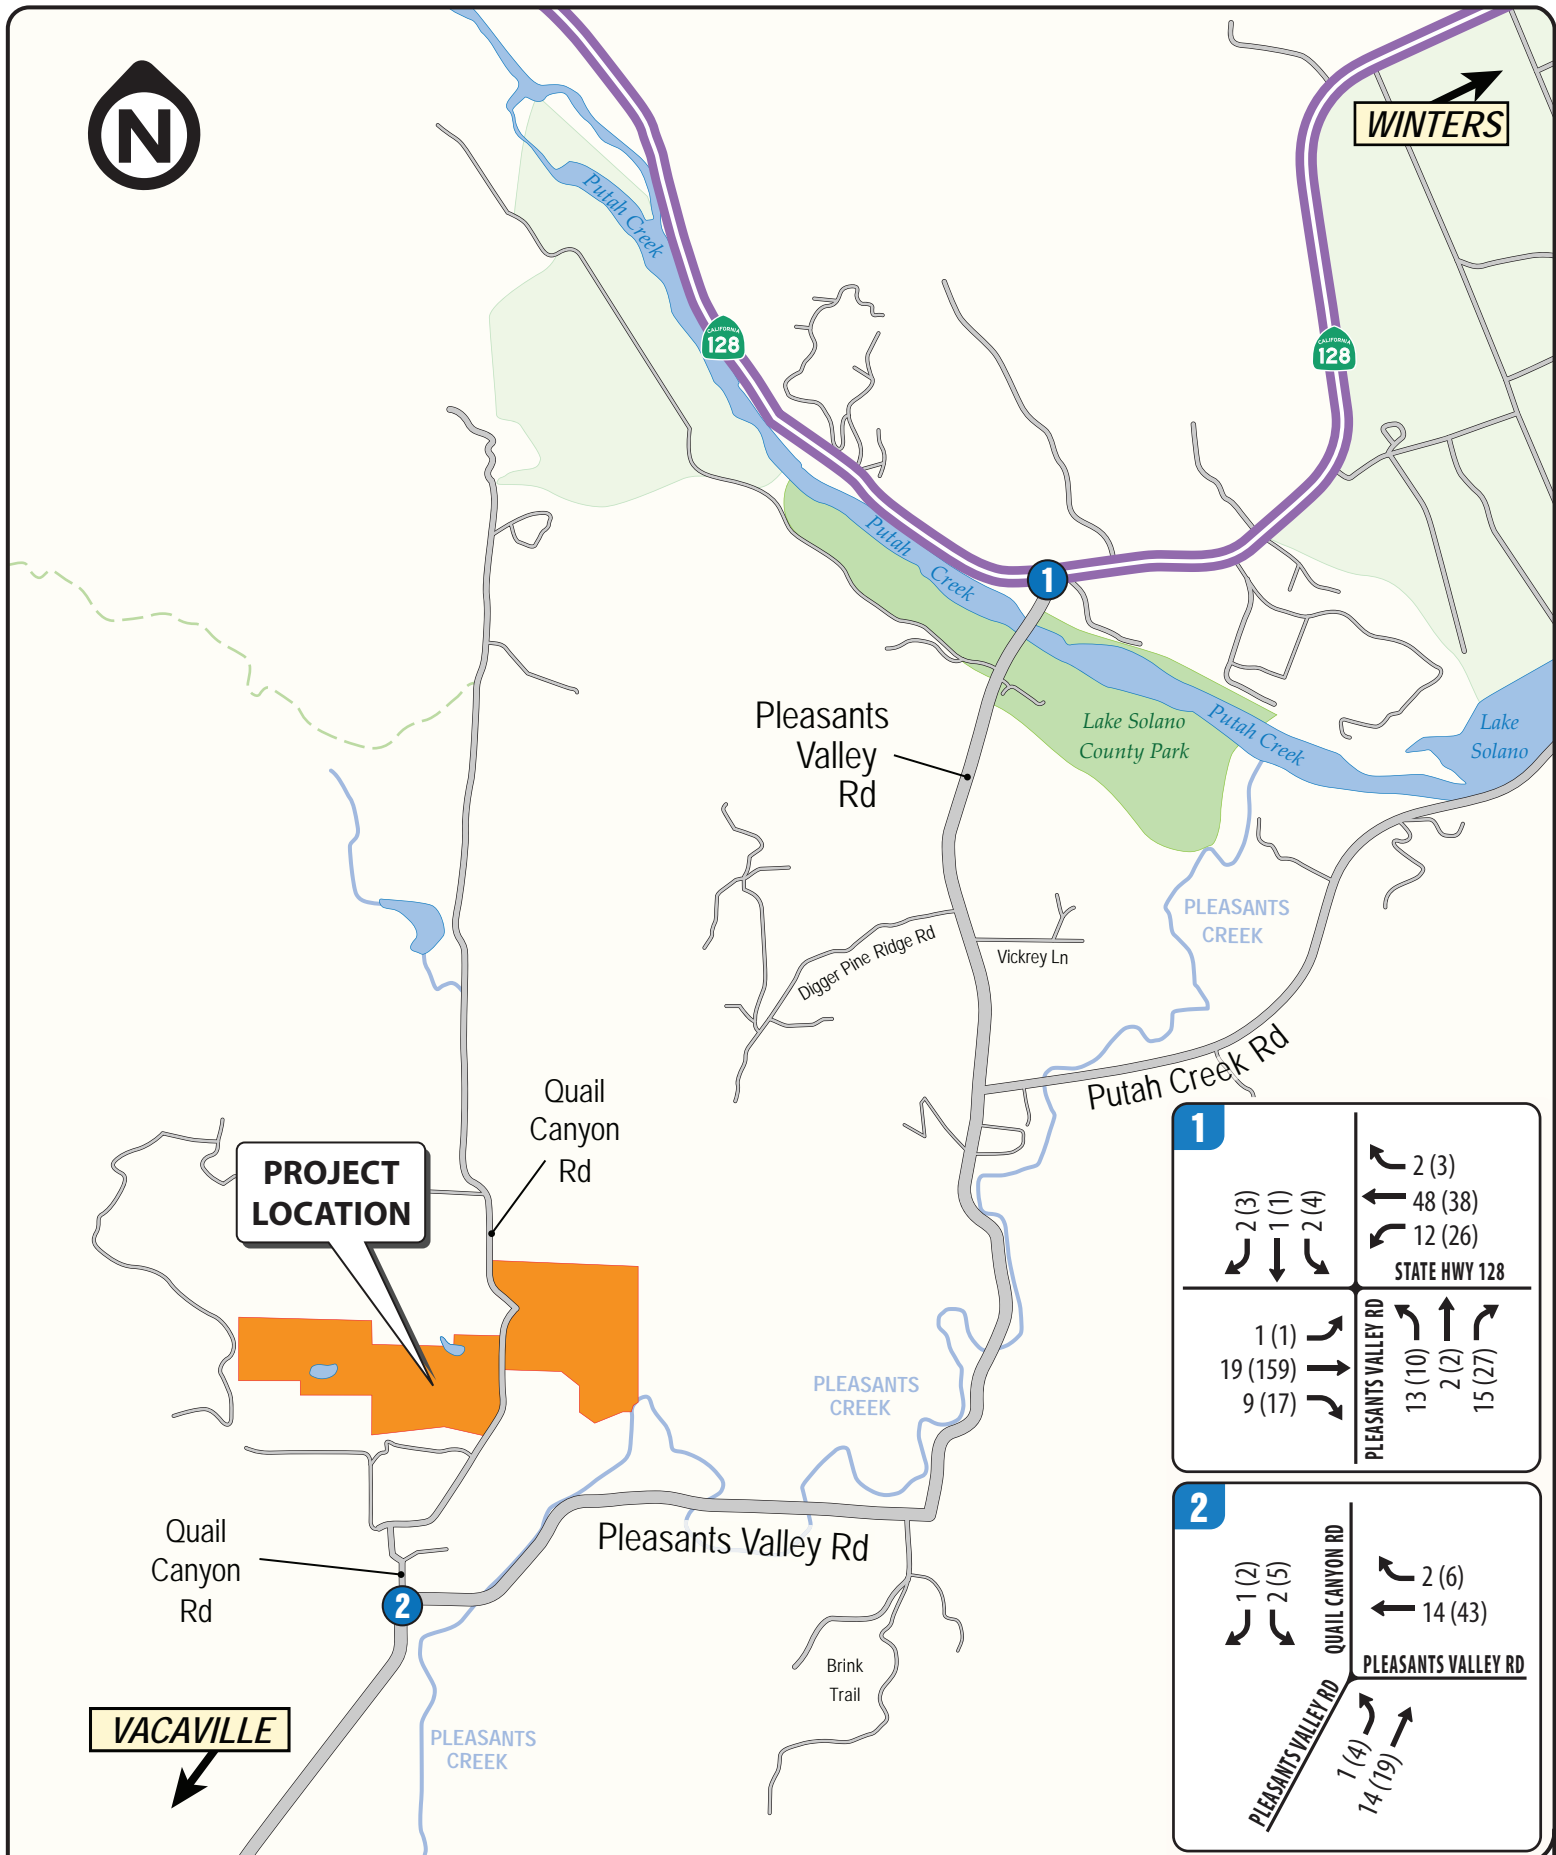 N
WINTERS
Putah Creek
CALIFORNIA
128
CALIFORNIA
128
Putah
Creek
1
Pleasants
Valley
Rd
Lake Solano
County Park
Putah Creek
Lake
Solano
PLEASANTS
CREEK
Digger Pine Ridge Rd
Vickrey Ln
Putah Creek Rd
Quail
Canyon
Rd
PROJECT
LOCATION
PLEASANTS
CREEK
Pleasants Valley Rd
Quail
Canyon
Rd
2
Brink
Trail
VACAVILLE
PLEASANTS
CREEK
1
2 (3)
1 (1)
2 (4)
2 (3)
48 (38)
12 (26)
STATE HWY 128
1 (1)
19 (159)
9 (17)
PLEASANTS VALLEY RD
13 (10)
2 (2)
15 (27)
2
1 (2)
2 (5)
QUAIL CANYON RD
2 (6)
14 (43)
PLEASANTS VALLEY RD
PLEASANTS VALLEY RD
1 (4)
14 (19)